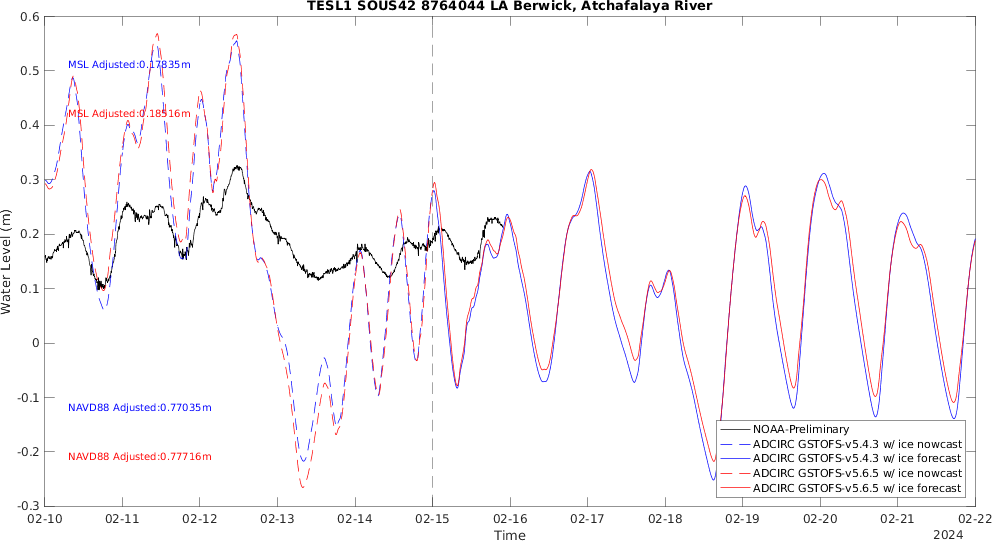 TESL1 SOUS42 8764044 LA Berwick, Atchafalaya River
0.6
0.5
0.4
0.3
0.2
0.1
0
-0.1
-0.2
-0.3
Water Level (m)
MSL Adjusted:0.17835m
MSL Adjusted:0.18516m
NAVD88 Adjusted:0.77035m
NAVD88 Adjusted:0.77716m
NOAA-Preliminary
ADCIRC GSTOFS-v5.4.3 w/ ice nowcast
ADCIRC GSTOFS-v5.4.3 w/ ice forecast
ADCIRC GSTOFS-v5.6.5 w/ ice nowcast
ADCIRC GSTOFS-v5.6.5 w/ ice forecast
02-10 02-11 02-12 02-13 02-14 02-15 02-16 02-17 02-18 02-19 02-20 02-21 02-22
Time
2024